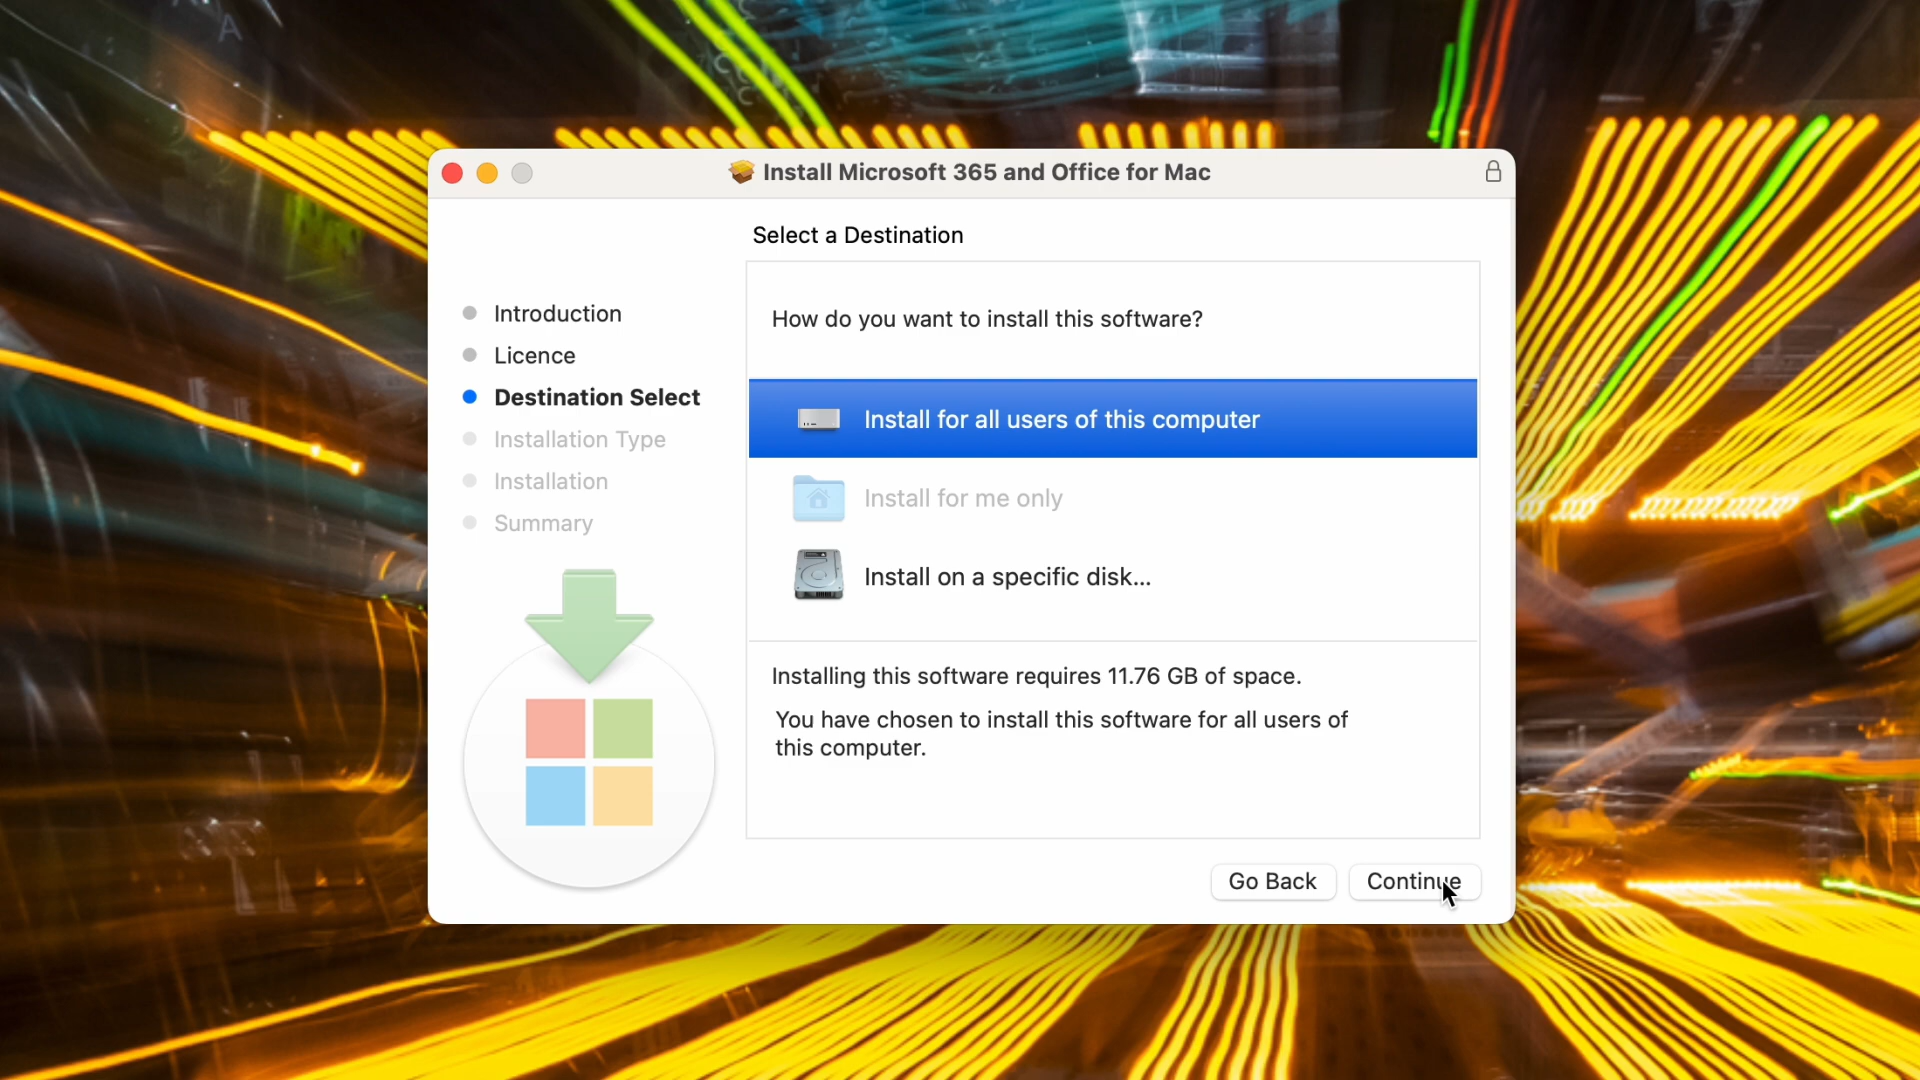 Install Microsoft 365 and Office for Mac
Select a Destination
Introduction
Licence
Destination Select
Installation Type
Installation
Summary
How do you want to install this software?
Install for all users of this computer
Install for me only
Install on a specific disk...
Installing this software requires 11.76 GB of space.
You have chosen to install this software for all users of
this computer.
Go Back
Continue